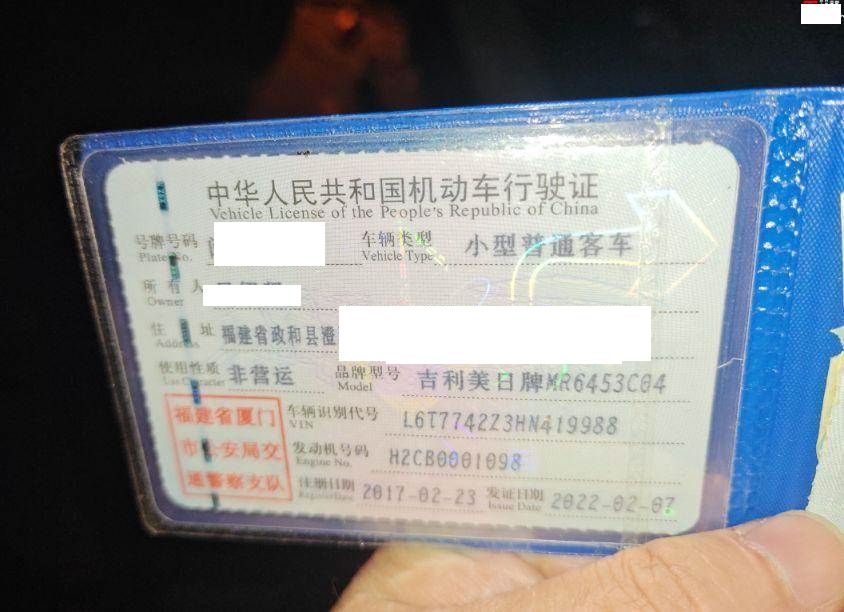 中华人民共和国机动车行驶证
Vehicle License of the People's Republic of China
号牌号码 车辆类型 小型普通客车
Plate No. Vehicle Type
所有人
Owner
住址 福建省政和县澄
Address
使用性质 非营运 品牌型号 吉利美日牌MR6453C04
Use Character Model
福建省厦门
市公安局交
通警察支队
车辆识别代号 L6T7742Z3HN419988
VIN
发动机号码 H2CB0001098
Engine No.
注册日期 2017-02-23 发证日期 2022-02-07
Register Date Issue Date